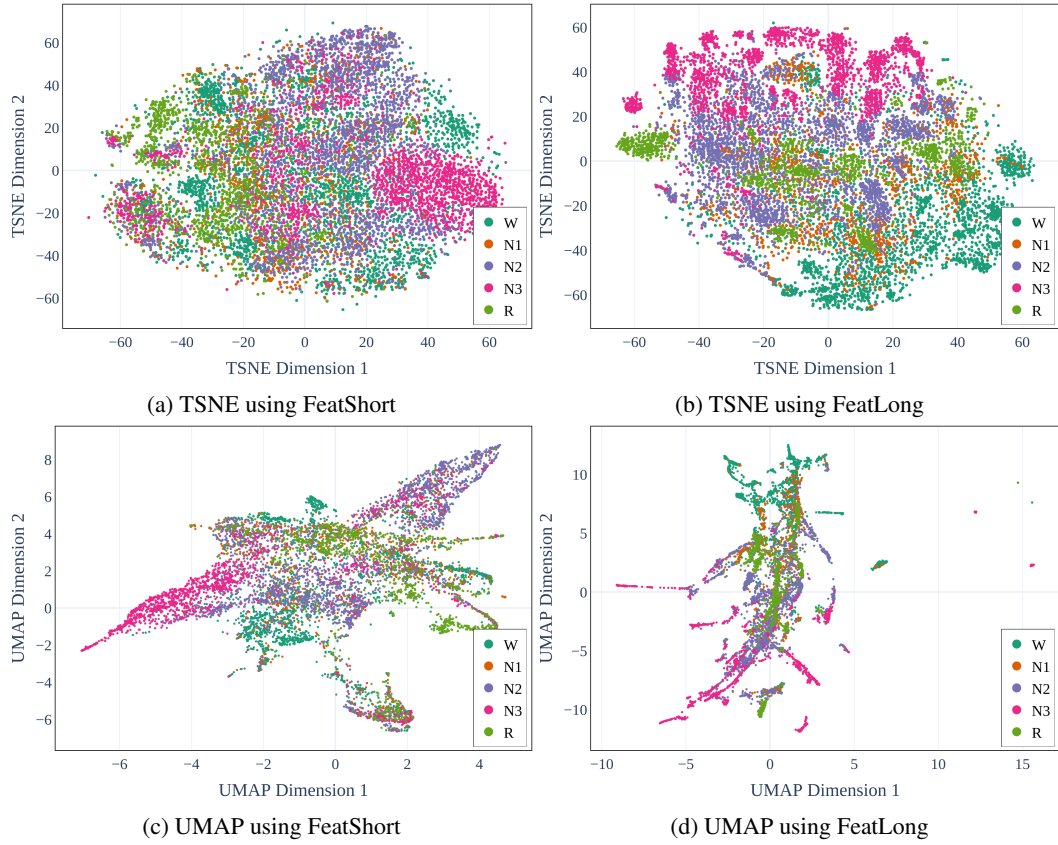 60
40
20
0
−20
−40
−60
−60
−40
−20
0
20
40
60
TSNE Dimension 2
TSNE Dimension 1
W
N1
N2
N3
R
(a) TSNE using FeatShort
60
40
20
0
−20
−40
−60
−60
−40
−20
0
20
40
60
TSNE Dimension 2
TSNE Dimension 1
W
N1
N2
N3
R
(b) TSNE using FeatLong
8
6
4
2
0
−2
−4
−6
−6
−4
−2
0
2
4
UMAP Dimension 2
UMAP Dimension 1
W
N1
N2
N3
R
(c) UMAP using FeatShort
10
5
0
−5
−10
−10
−5
0
5
10
15
UMAP Dimension 2
UMAP Dimension 1
W
N1
N2
N3
R
(d) UMAP using FeatLong